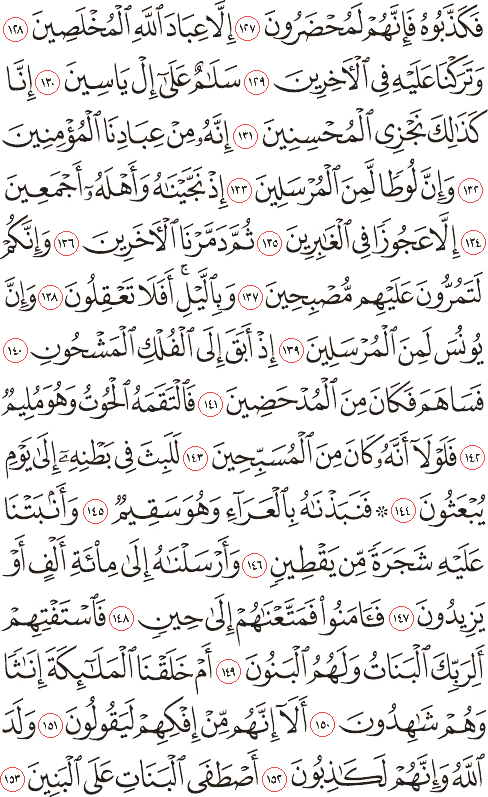 فَكَذَّبُوهُ فَإِنَّهُمْ لَمُحْضَرُونَ ١٢٧ إِلَّا عِبَادَ ٱللَّهِ ٱلْمُخْلَصِينَ ١٢٨
وَتَرَكْنَا عَلَيْهِ فِى ٱلْءَاخِرِينَ ١٢٩ سَلَـٰمٌ عَلَىٰٓ إِلْ يَاسِينَ ١٣٠ إِنَّا
كَذَٰلِكَ نَجْزِى ٱلْمُحْسِنِينَ ١٣١ إِنَّهُۥ مِنْ عِبَادِنَا ٱلْمُؤْمِنِينَ
١٣٢ وَإِنَّ لُوطًا لَّمِنَ ٱلْمُرْسَلِينَ ١٣٣ إِذْ نَجَّيْنَـٰهُ وَأَهْلَهُۥٓ أَجْمَعِينَ
١٣٤ إِلَّا عَجُوزًا فِى ٱلْغَـٰبِرِينَ ١٣٥ ثُمَّ دَمَّرْنَا ٱلْءَاخَرِينَ ١٣٦ وَإِنَّكُمْ
لَتَمُرُّونَ عَلَيْهِم مُّصْبِحِينَ ١٣٧ وَبِٱلَّيْلِ ۗ أَفَلَا تَعْقِلُونَ ١٣٨ وَإِنَّ
يُونُسَ لَمِنَ ٱلْمُرْسَلِينَ ١٣٩ إِذْ أَبَقَ إِلَى ٱلْفُلْكِ ٱلْمَشْحُونِ ١٤٠
فَسَاهَمَ فَكَانَ مِنَ ٱلْمُدْحَضِينَ ١٤١ فَٱلْتَقَمَهُ ٱلْحُوتُ وَهُوَ مُلِيمٌ
١٤٢ فَلَوْلَآ أَنَّهُۥ كَانَ مِنَ ٱلْمُسَبِّحِينَ ١٤٣ لَلَبِثَ فِى بَطْنِهِۦٓ إِلَىٰ يَوْمِ
يُبْعَثُونَ ١٤٤ ۞ فَنَبَذْنَـٰهُ بِٱلْعَرَآءِ وَهُوَ سَقِيمٌ ١٤٥ وَأَنۢبَتْنَا
عَلَيْهِ شَجَرَةً مِّن يَقْطِينٍ ١٤٦ وَأَرْسَلْنَـٰهُ إِلَىٰ مِا۟ئَةِ أَلْفٍ أَوْ
يَزِيدُونَ ١٤٧ فَـَٔامَنُوا۟ فَمَتَّعْنَـٰهُمْ إِلَىٰ حِينٍ ١٤٨ فَٱسْتَفْتِهِمْ
أَلِرَبِّكَ ٱلْبَنَاتُ وَلَهُمُ ٱلْبَنُونَ ١٤٩ أَمْ خَلَقْنَا ٱلْمَلَـٰٓئِكَةَ إِنَـٰثًا
وَهُمْ شَـٰهِدُونَ ١٥٠ أَلَآ إِنَّهُم مِّنْ إِفْكِهِمْ لَيَقُولُونَ ١٥١ وَلَدَ
ٱللَّهُ وَإِنَّهُمْ لَكَـٰذِبُونَ ١٥٢ أَصْطَفَى ٱلْبَنَاتِ عَلَى ٱلْبَنِينَ ١٥٣